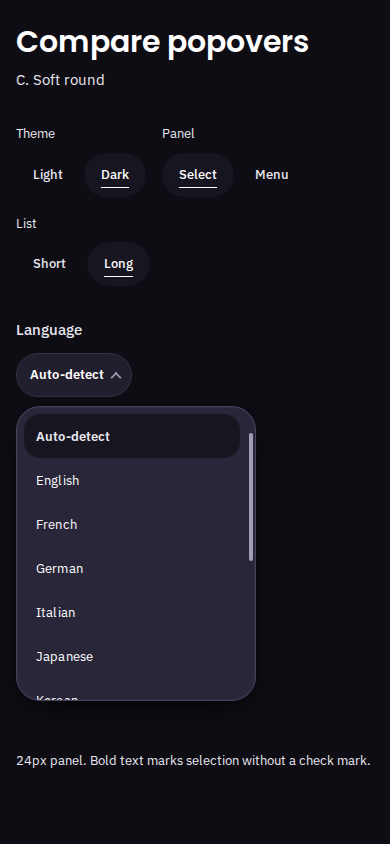 Compare popovers
C. Soft round
Theme
Panel
Light
Dark
Select
Menu
List
Short
Long
Language
Auto-detect
Auto-detect
English
French
German
Italian
Japanese
Korean
24px panel. Bold text marks selection without a check mark.